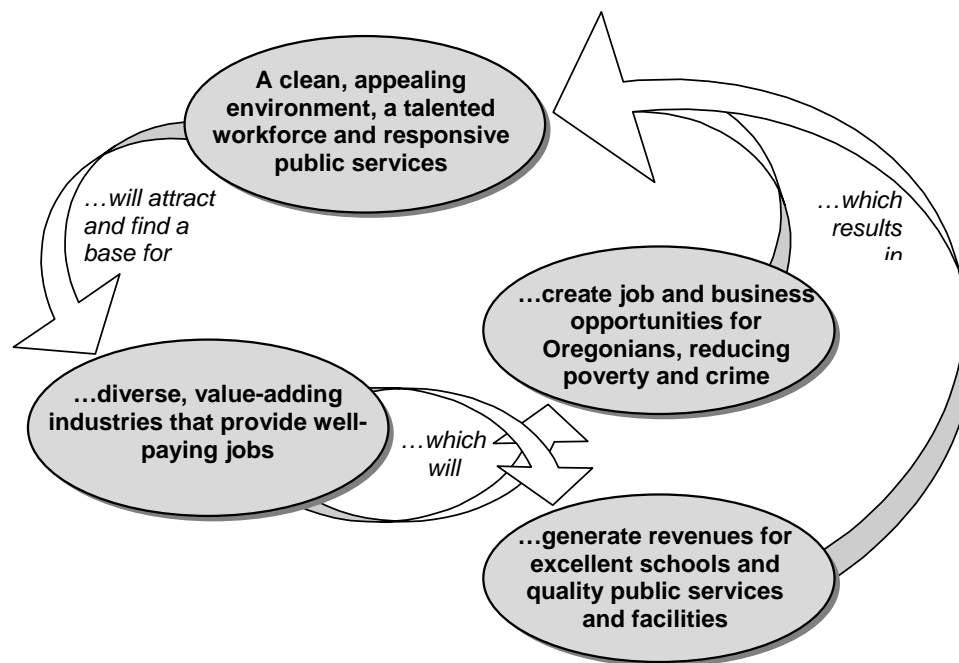 A clean, appealing
environment, a talented
workforce and responsive
public services
…will attract
and find a
base for
…diverse, value-adding
industries that provide well-
paying jobs
…which
will
…create job and business
opportunities for
Oregonians, reducing
poverty and crime
…generate revenues for
excellent schools and
quality public services
and facilities
…which
results
in